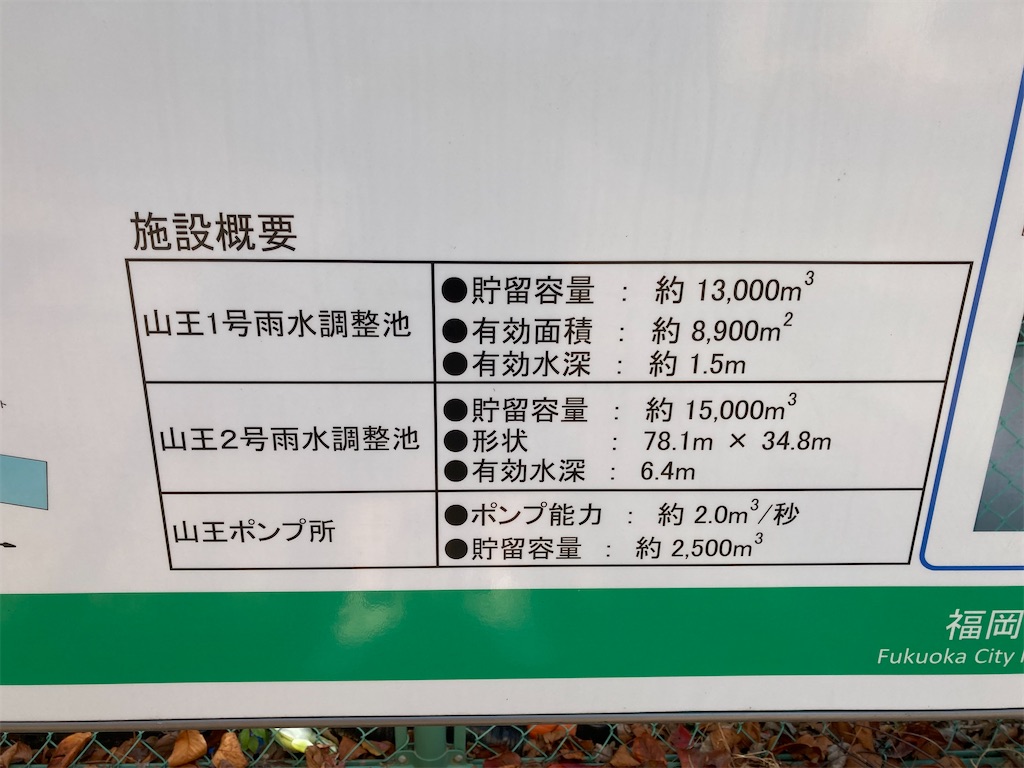 施設概要
山王1号雨水調整池
●貯留容量 : 約 13,000m³
●有効面積 : 約 8,900m²
●有効水深 : 約 1.5m
山王2号雨水調整池
●貯留容量 : 約 15,000m³
●形状 : 78.1m × 34.8m
●有効水深 : 6.4m
山王ポンプ所
●ポンプ能力 : 約 2.0m³/秒
●貯留容量 : 約 2,500m³
福岡
Fukuoka City